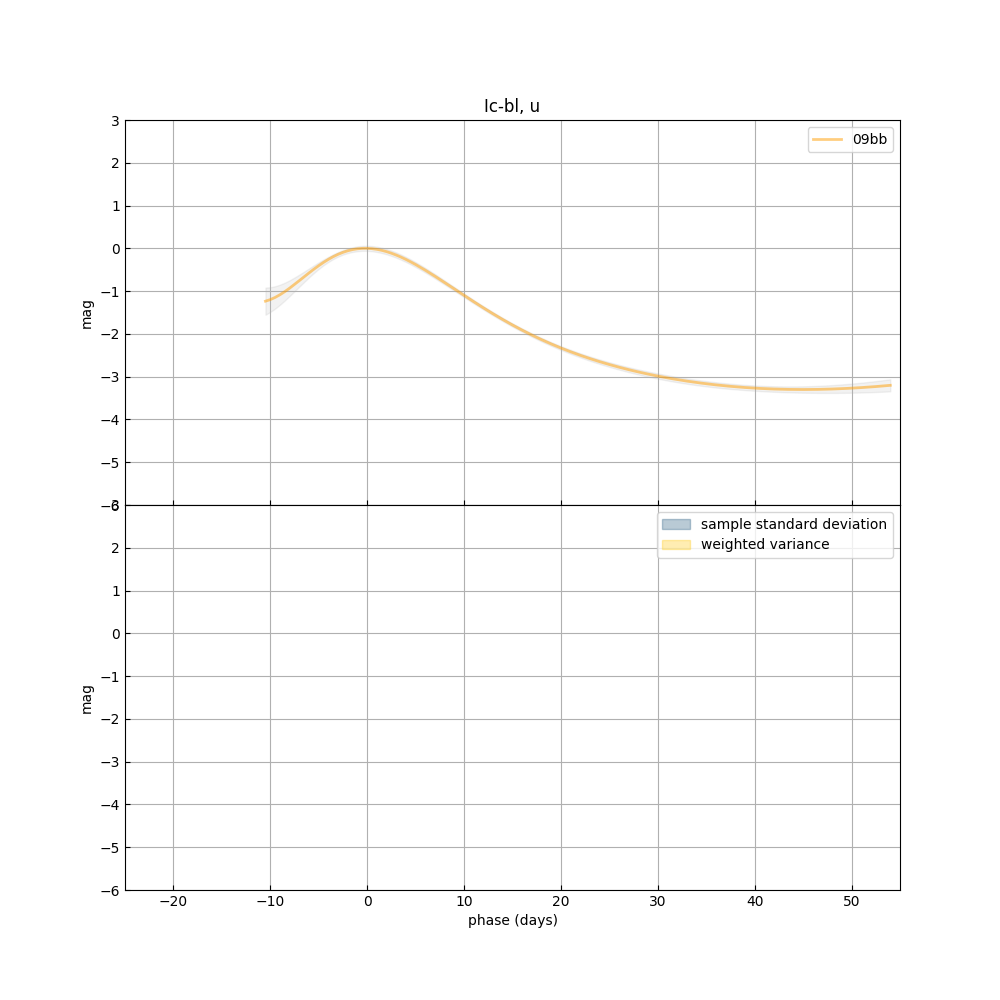 Ic-bl, u
3
09bb
2
1
0
−1
−2
−3
−4
−5
−6
mag
3
sample standard deviation
weighted variance
2
1
0
−1
−2
−3
−4
−5
−6
mag
−20 −10 0 10 20 30 40 50
phase (days)